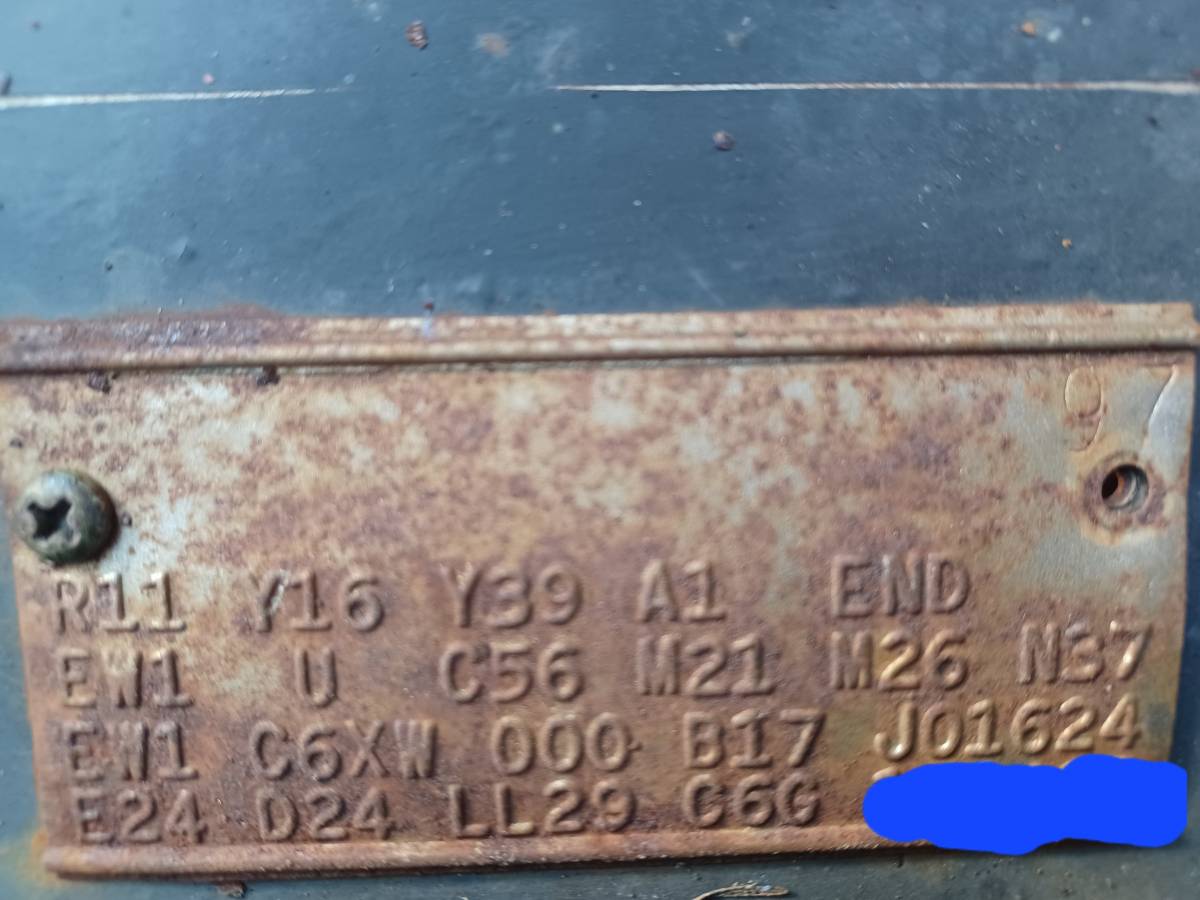 R11 Y16 Y39 A1 END
EW1 U C56 M21 M26 N37
EW1 C6XW 000 B17 J01624
E24 D24 LL29 C6G